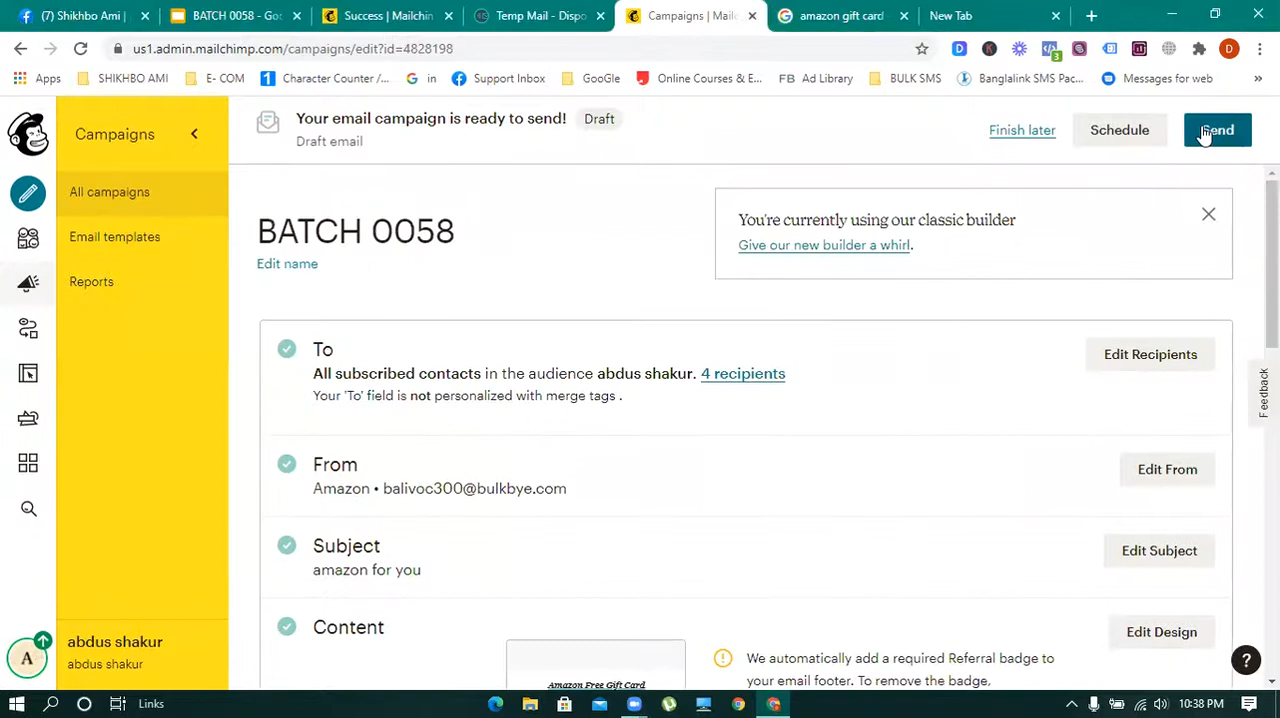 (7) Shikhbo Ami
BATCH 0058 - Goo
Success | Mailchim
Temp Mail - Dispo
Campaigns | Mail
amazon gift card
New Tab
us1.admin.mailchimp.com/campaigns/edit?id=4828198
Apps
SHIKHBO AMI
E- COM
Character Counter /...
in
Support Inbox
GooGle
Online Courses & E...
FB Ad Library
BULK SMS
Banglalink SMS Pac...
Messages for web
Campaigns
All campaigns
Email templates
Reports
abdus shakur
abdus shakur
A
Your email campaign is ready to send!
Draft
Draft email
Finish later
Schedule
Send
BATCH 0058
Edit name
You're currently using our classic builder
Give our new builder a whirl.
To
All subscribed contacts in the audience abdus shakur. 4 recipients
Your 'To' field is not personalized with merge tags .
Edit Recipients
From
Amazon • balivoc300@bulkbye.com
Edit From
Subject
amazon for you
Edit Subject
Content
Edit Design
Amazon Free Gift Card
We automatically add a required Referral badge to
your email footer. To remove the badge,
Feedback
?
Links
10:38 PM